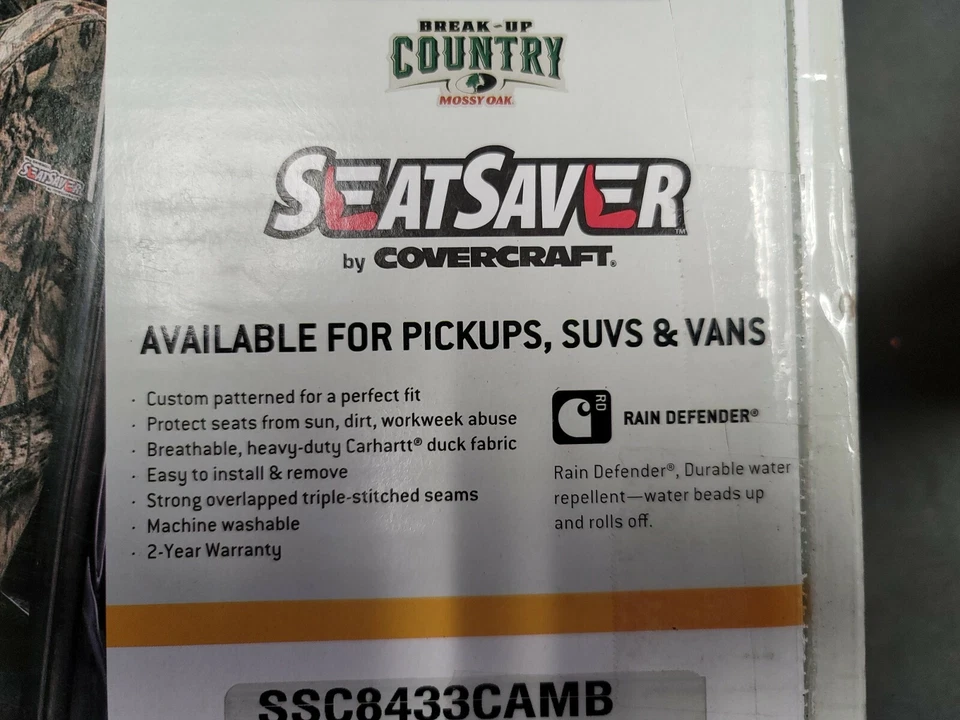 BREAK-UP
COUNTRY
MOSSY OAK
SEATSAVER
SEATSAVER™
by COVERCRAFT®
AVAILABLE FOR PICKUPS, SUVS & VANS
· Custom patterned for a perfect fit
· Protect seats from sun, dirt, workweek abuse
· Breathable, heavy-duty Carhartt® duck fabric
· Easy to install & remove
· Strong overlapped triple-stitched seams
· Machine washable
· 2-Year Warranty
RD
RAIN DEFENDER®
Rain Defender®, Durable water
repellent—water beads up
and rolls off.
SSC8433CAMB